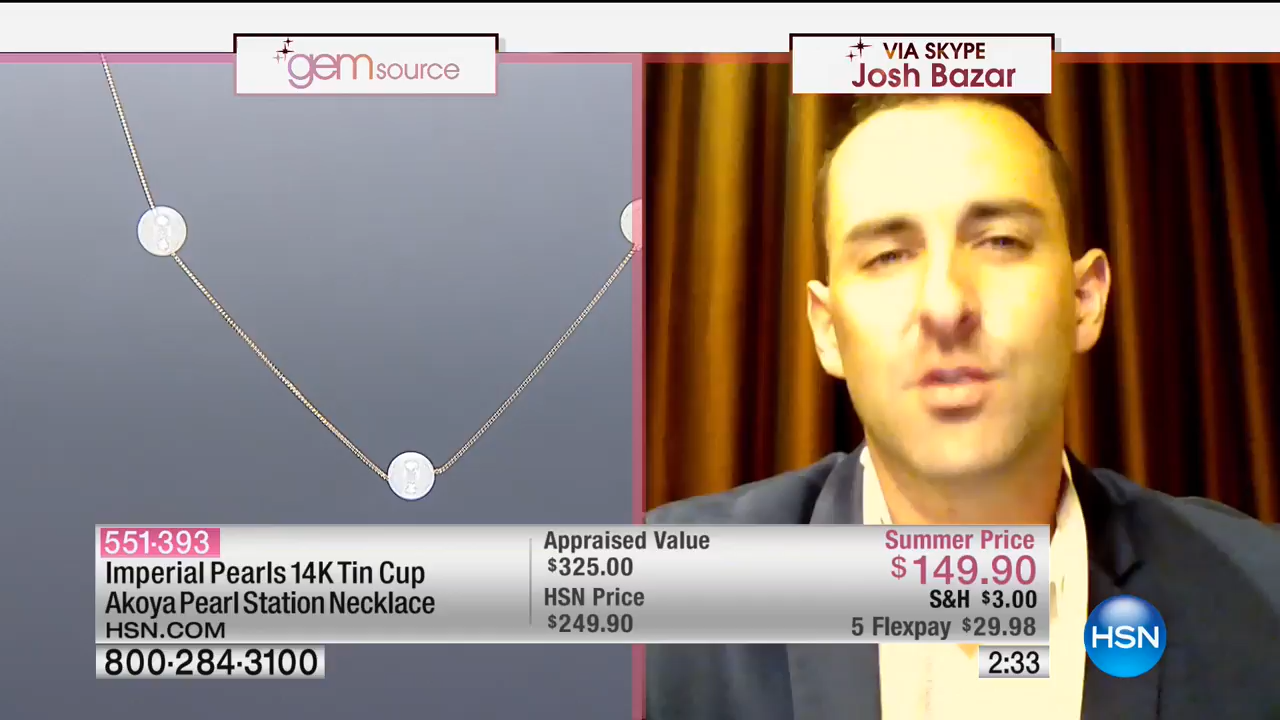 gem source
VIA SKYPE
Josh Bazar
551-393
Imperial Pearls 14K Tin Cup
Akoya Pearl Station Necklace
HSN.COM
800-284-3100
Appraised Value
$325.00
HSN Price
$249.90
Summer Price
$149.90
S&H $3.00
5 Flexpay $29.98
2:33
HSN